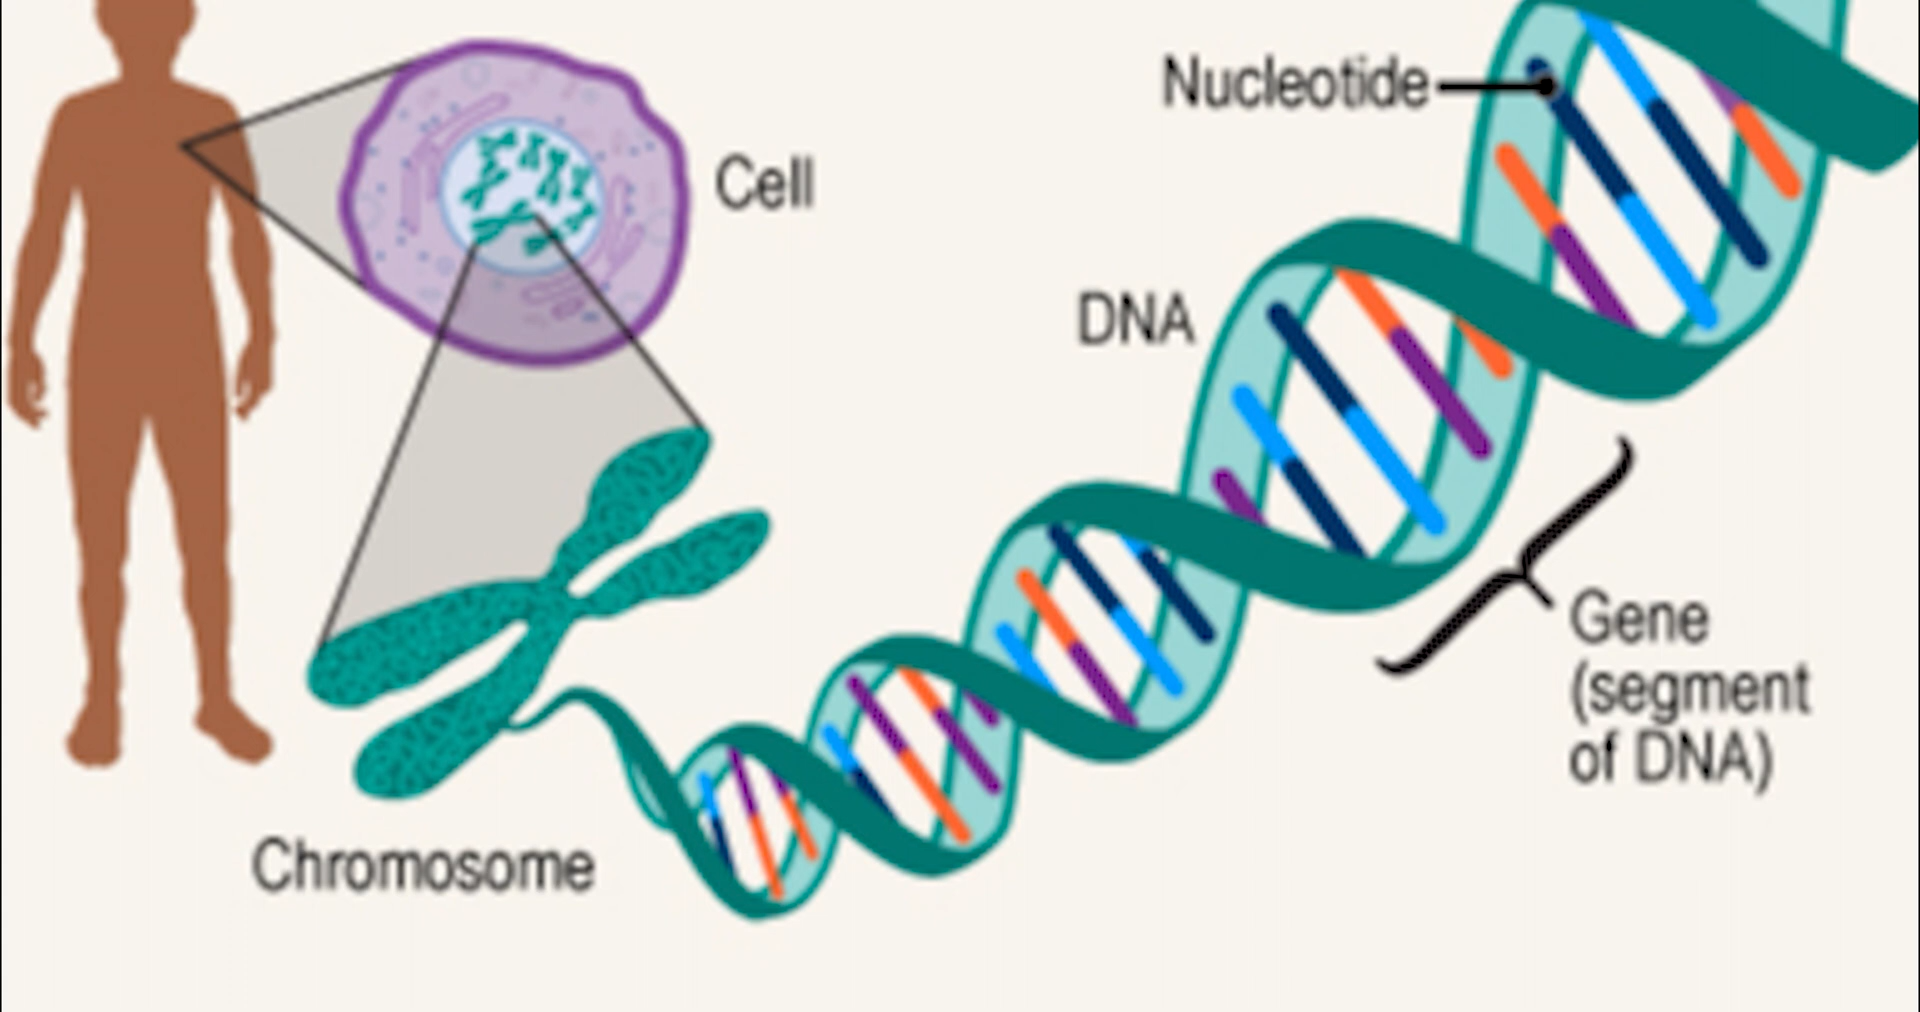 Nucleotide
Cell
DNA
Gene
(segment
of DNA)
Chromosome